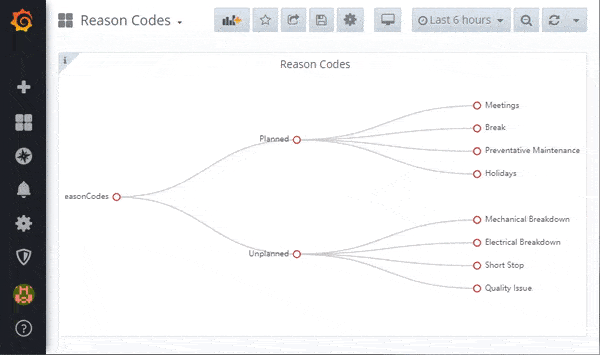 Reason Codes
Last 6 hours
i
Reason Codes
easonCodes
Planned
Meetings
Break
Preventative Maintenance
Holidays
Unplanned
Mechanical Breakdown
Electrical Breakdown
Short Stop
Quality Issue
?